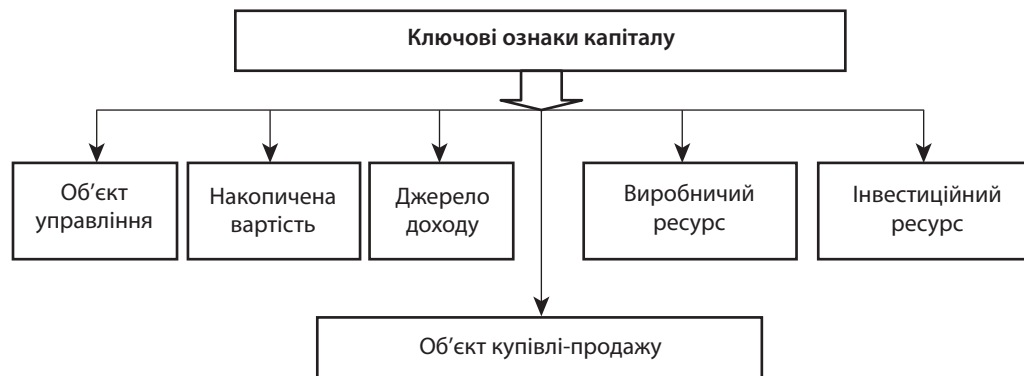 Ключові ознаки капіталу
Об’єкт
управління
Накопичена
вартість
Джерело
доходу
Виробничий
ресурс
Інвестиційний
ресурс
Об’єкт купівлі-продажу